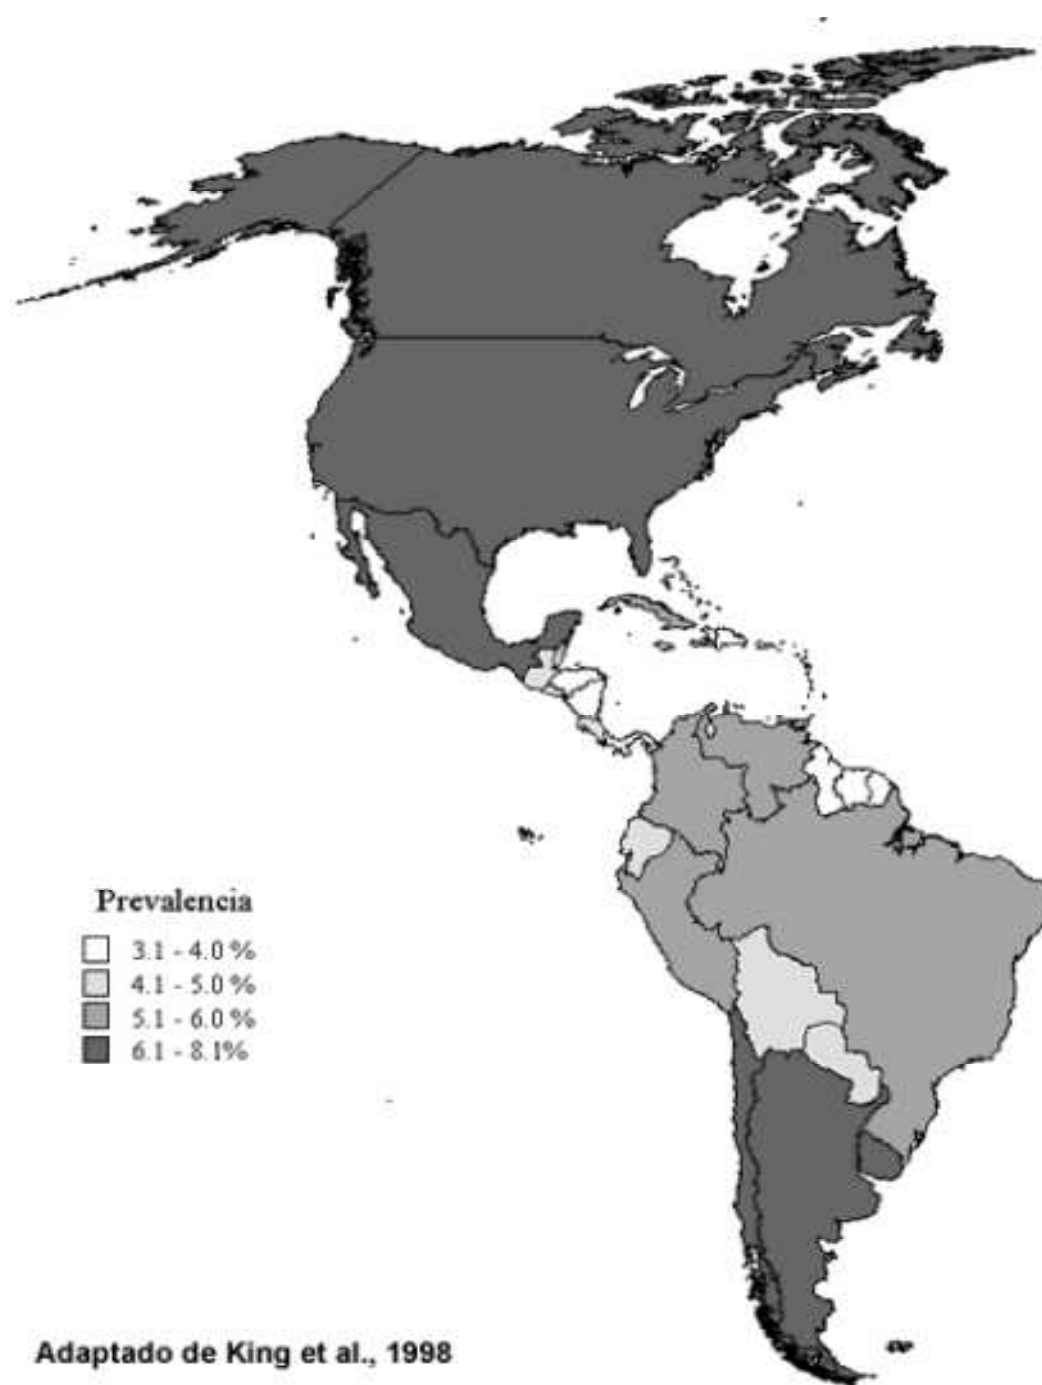 Prevalencia
3.1 - 4.0 %
4.1 - 5.0 %
5.1 - 6.0 %
6.1 - 8.1%
Adaptado de King et al., 1998